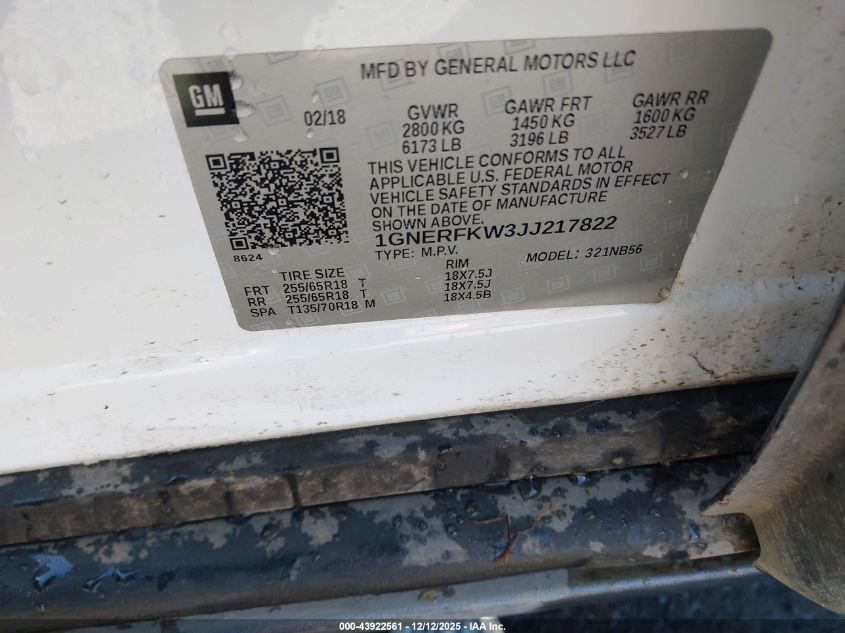 MFD BY GENERAL MOTORS LLC
GM
02/18
GVWR GAWR FRT GAWR RR
2800 KG 1450 KG 1600 KG
6173 LB 3196 LB 3527 LB
THIS VEHICLE CONFORMS TO ALL
APPLICABLE U.S. FEDERAL MOTOR
VEHICLE SAFETY STANDARDS IN EFFECT
ON THE DATE OF MANUFACTURE
SHOWN ABOVE.
1GNERFKW3JJ217822
8624
TYPE: M.P.V. MODEL: 321NB56
TIRE SIZE RIM
FRT 255/65R18 T 18X7.5J
RR 255/65R18 T 18X7.5J
SPA T135/70R18 M 18X4.5B
000-43922561 - 12/12/2025 - IAA Inc.